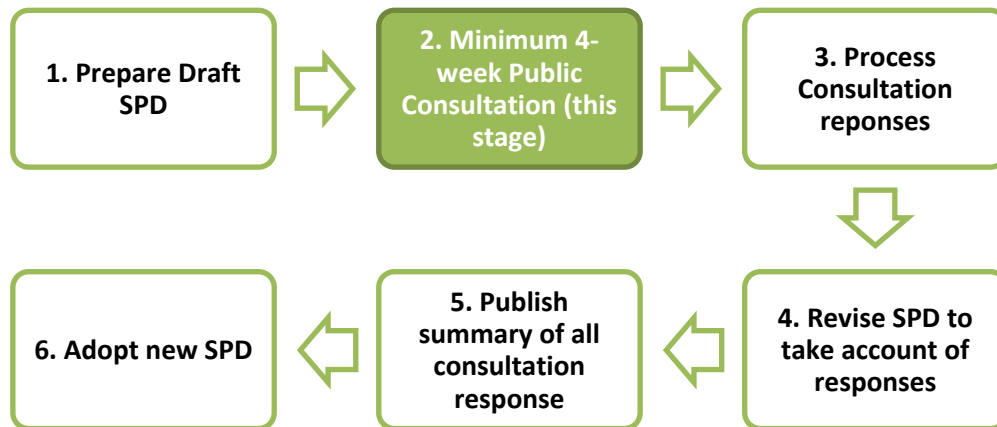 1. Prepare Draft
SPD
2. Minimum 4-
week Public
Consultation (this
stage)
3. Process
Consultation
reponses
4. Revise SPD to
take account of
responses
5. Publish
summary of all
consultation
response
6. Adopt new SPD